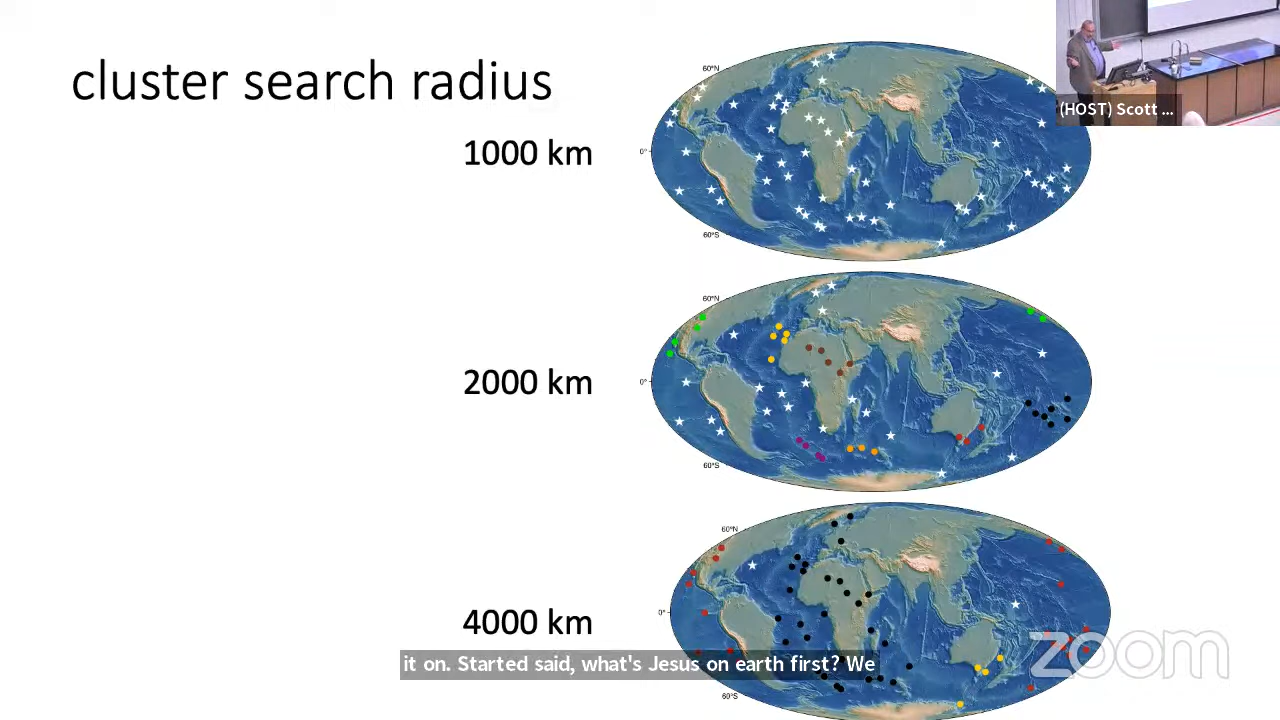 cluster search radius
1000 km
60°N
0°
60°S
(HOST) Scott ...
2000 km
60°N
0°
60°S
4000 km
60°N
0°
60°S
zoom
it on. Started said, what's Jesus on earth first? We